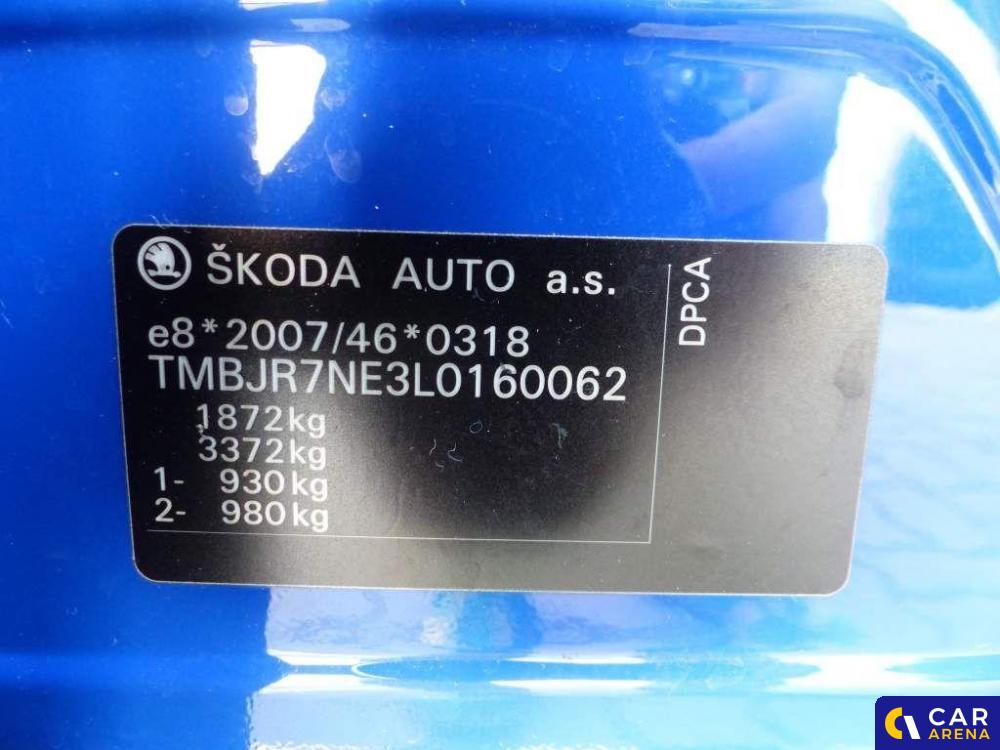 ŠKODA AUTO a.s.
e8*2007/46*0318
TMBJR7NE3L0160062
1872kg
3372kg
1- 930kg
2- 980kg
DPCA
CAR
ARENA